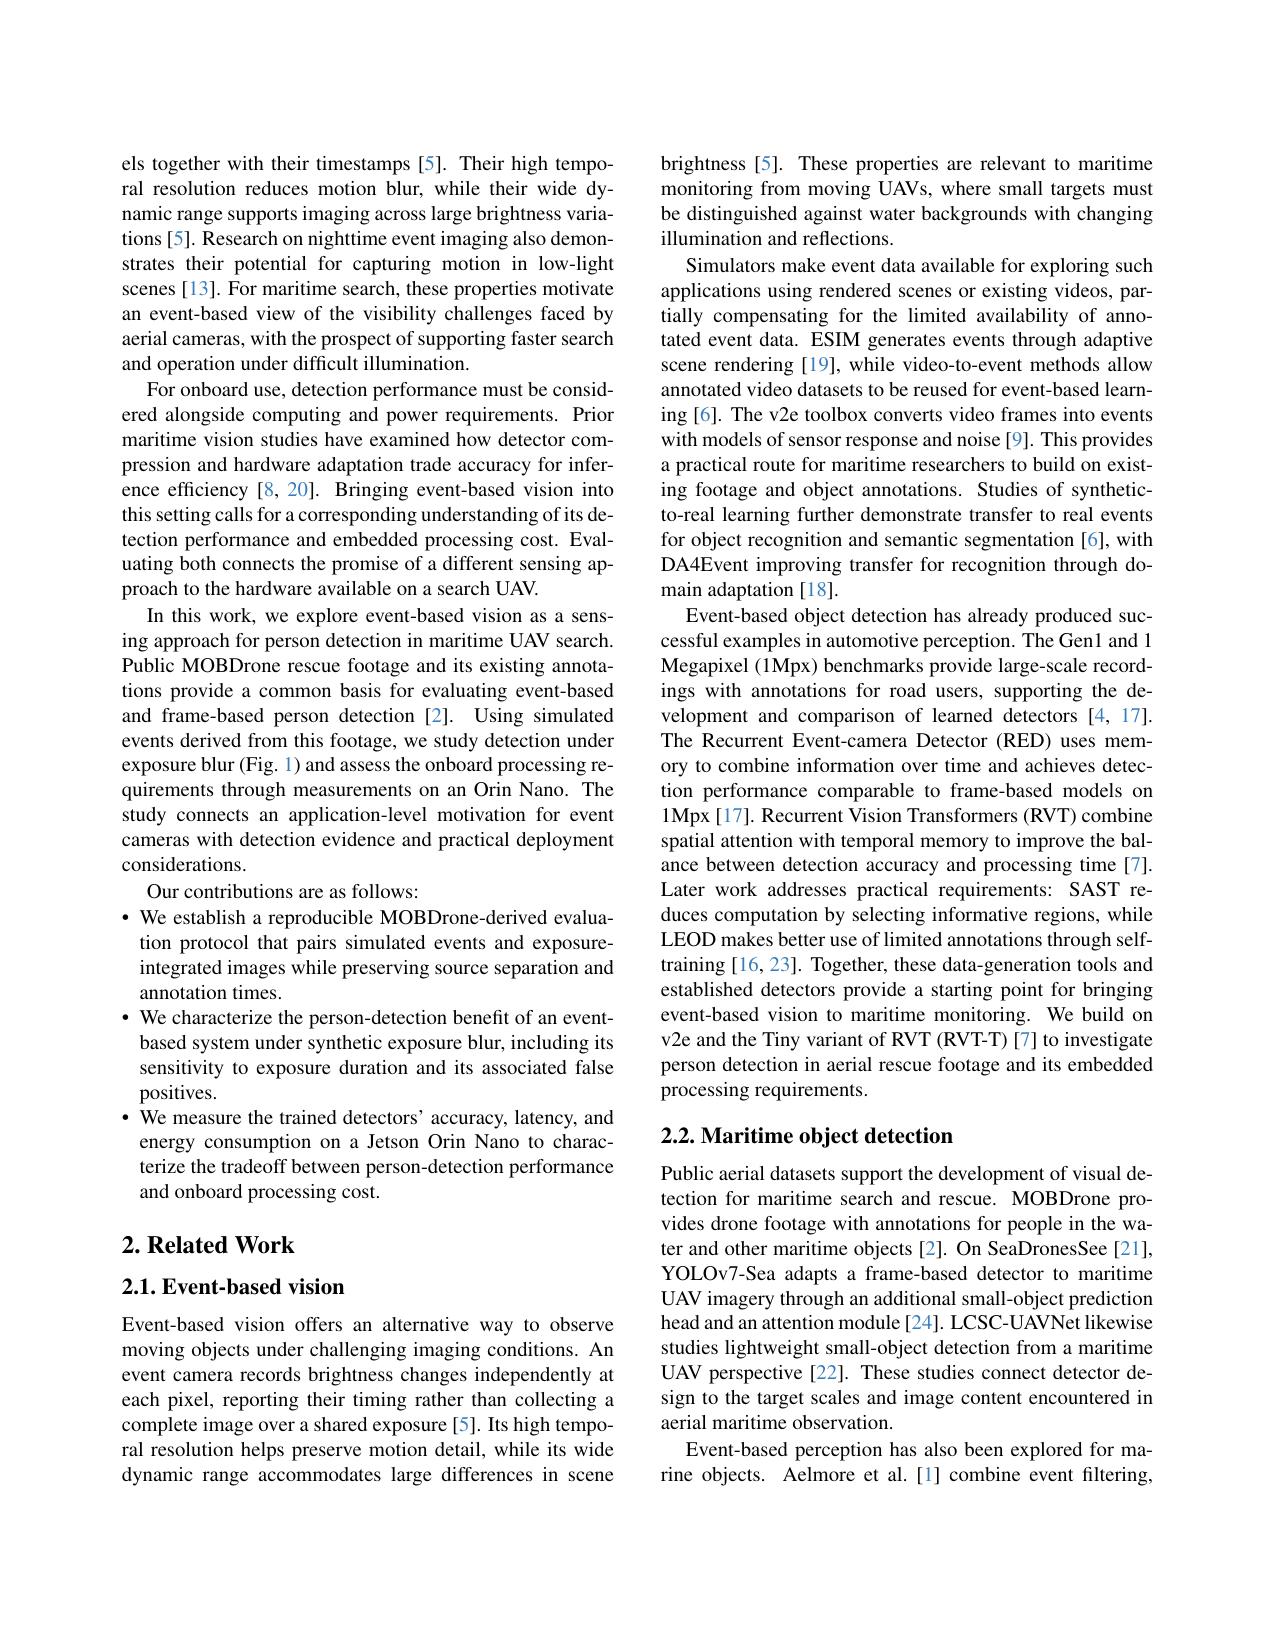 els together with their timestamps [5]. Their high tempo-
ral resolution reduces motion blur, while their wide dy-
namic range supports imaging across large brightness varia-
tions [5]. Research on nighttime event imaging also demon-
strates their potential for capturing motion in low-light
scenes [13]. For maritime search, these properties motivate
an event-based view of the visibility challenges faced by
aerial cameras, with the prospect of supporting faster search
and operation under difficult illumination.
For onboard use, detection performance must be consid-
ered alongside computing and power requirements. Prior
maritime vision studies have examined how detector com-
pression and hardware adaptation trade accuracy for infer-
ence efficiency [8, 20]. Bringing event-based vision into
this setting calls for a corresponding understanding of its de-
tection performance and embedded processing cost. Eval-
uating both connects the promise of a different sensing ap-
proach to the hardware available on a search UAV.
In this work, we explore event-based vision as a sens-
ing approach for person detection in maritime UAV search.
Public MOBDrone rescue footage and its existing annota-
tions provide a common basis for evaluating event-based
and frame-based person detection [2]. Using simulated
events derived from this footage, we study detection under
exposure blur (Fig. 1) and assess the onboard processing re-
quirements through measurements on an Orin Nano. The
study connects an application-level motivation for event
cameras with detection evidence and practical deployment
considerations.
Our contributions are as follows:
• We establish a reproducible MOBDrone-derived evalua-
tion protocol that pairs simulated events and exposure-
integrated images while preserving source separation and
annotation times.
• We characterize the person-detection benefit of an event-
based system under synthetic exposure blur, including its
sensitivity to exposure duration and its associated false
positives.
• We measure the trained detectors' accuracy, latency, and
energy consumption on a Jetson Orin Nano to charac-
terize the tradeoff between person-detection performance
and onboard processing cost.
2. Related Work
2.1. Event-based vision
Event-based vision offers an alternative way to observe
moving objects under challenging imaging conditions. An
event camera records brightness changes independently at
each pixel, reporting their timing rather than collecting a
complete image over a shared exposure [5]. Its high tempo-
ral resolution helps preserve motion detail, while its wide
dynamic range accommodates large differences in scene
brightness [5]. These properties are relevant to maritime
monitoring from moving UAVs, where small targets must
be distinguished against water backgrounds with changing
illumination and reflections.
Simulators make event data available for exploring such
applications using rendered scenes or existing videos, par-
tially compensating for the limited availability of anno-
tated event data. ESIM generates events through adaptive
scene rendering [19], while video-to-event methods allow
annotated video datasets to be reused for event-based learn-
ing [6]. The v2e toolbox converts video frames into events
with models of sensor response and noise [9]. This provides
a practical route for maritime researchers to build on exist-
ing footage and object annotations. Studies of synthetic-
to-real learning further demonstrate transfer to real events
for object recognition and semantic segmentation [6], with
DA4Event improving transfer for recognition through do-
main adaptation [18].
Event-based object detection has already produced suc-
cessful examples in automotive perception. The Gen1 and 1
Megapixel (1Mpx) benchmarks provide large-scale record-
ings with annotations for road users, supporting the de-
velopment and comparison of learned detectors [4, 17].
The Recurrent Event-camera Detector (RED) uses mem-
ory to combine information over time and achieves detec-
tion performance comparable to frame-based models on
1Mpx [17]. Recurrent Vision Transformers (RVT) combine
spatial attention with temporal memory to improve the bal-
ance between detection accuracy and processing time [7].
Later work addresses practical requirements: SAST re-
duces computation by selecting informative regions, while
LEOD makes better use of limited annotations through self-
training [16, 23]. Together, these data-generation tools and
established detectors provide a starting point for bringing
event-based vision to maritime monitoring. We build on
v2e and the Tiny variant of RVT (RVT-T) [7] to investigate
person detection in aerial rescue footage and its embedded
processing requirements.
2.2. Maritime object detection
Public aerial datasets support the development of visual de-
tection for maritime search and rescue. MOBDrone pro-
vides drone footage with annotations for people in the wa-
ter and other maritime objects [2]. On SeaDronesSee [21],
YOLOv7-Sea adapts a frame-based detector to maritime
UAV imagery through an additional small-object prediction
head and an attention module [24]. LCSC-UAVNet likewise
studies lightweight small-object detection from a maritime
UAV perspective [22]. These studies connect detector de-
sign to the target scales and image content encountered in
aerial maritime observation.
Event-based perception has also been explored for ma-
rine objects. Aelmore et al. [1] combine event filtering,